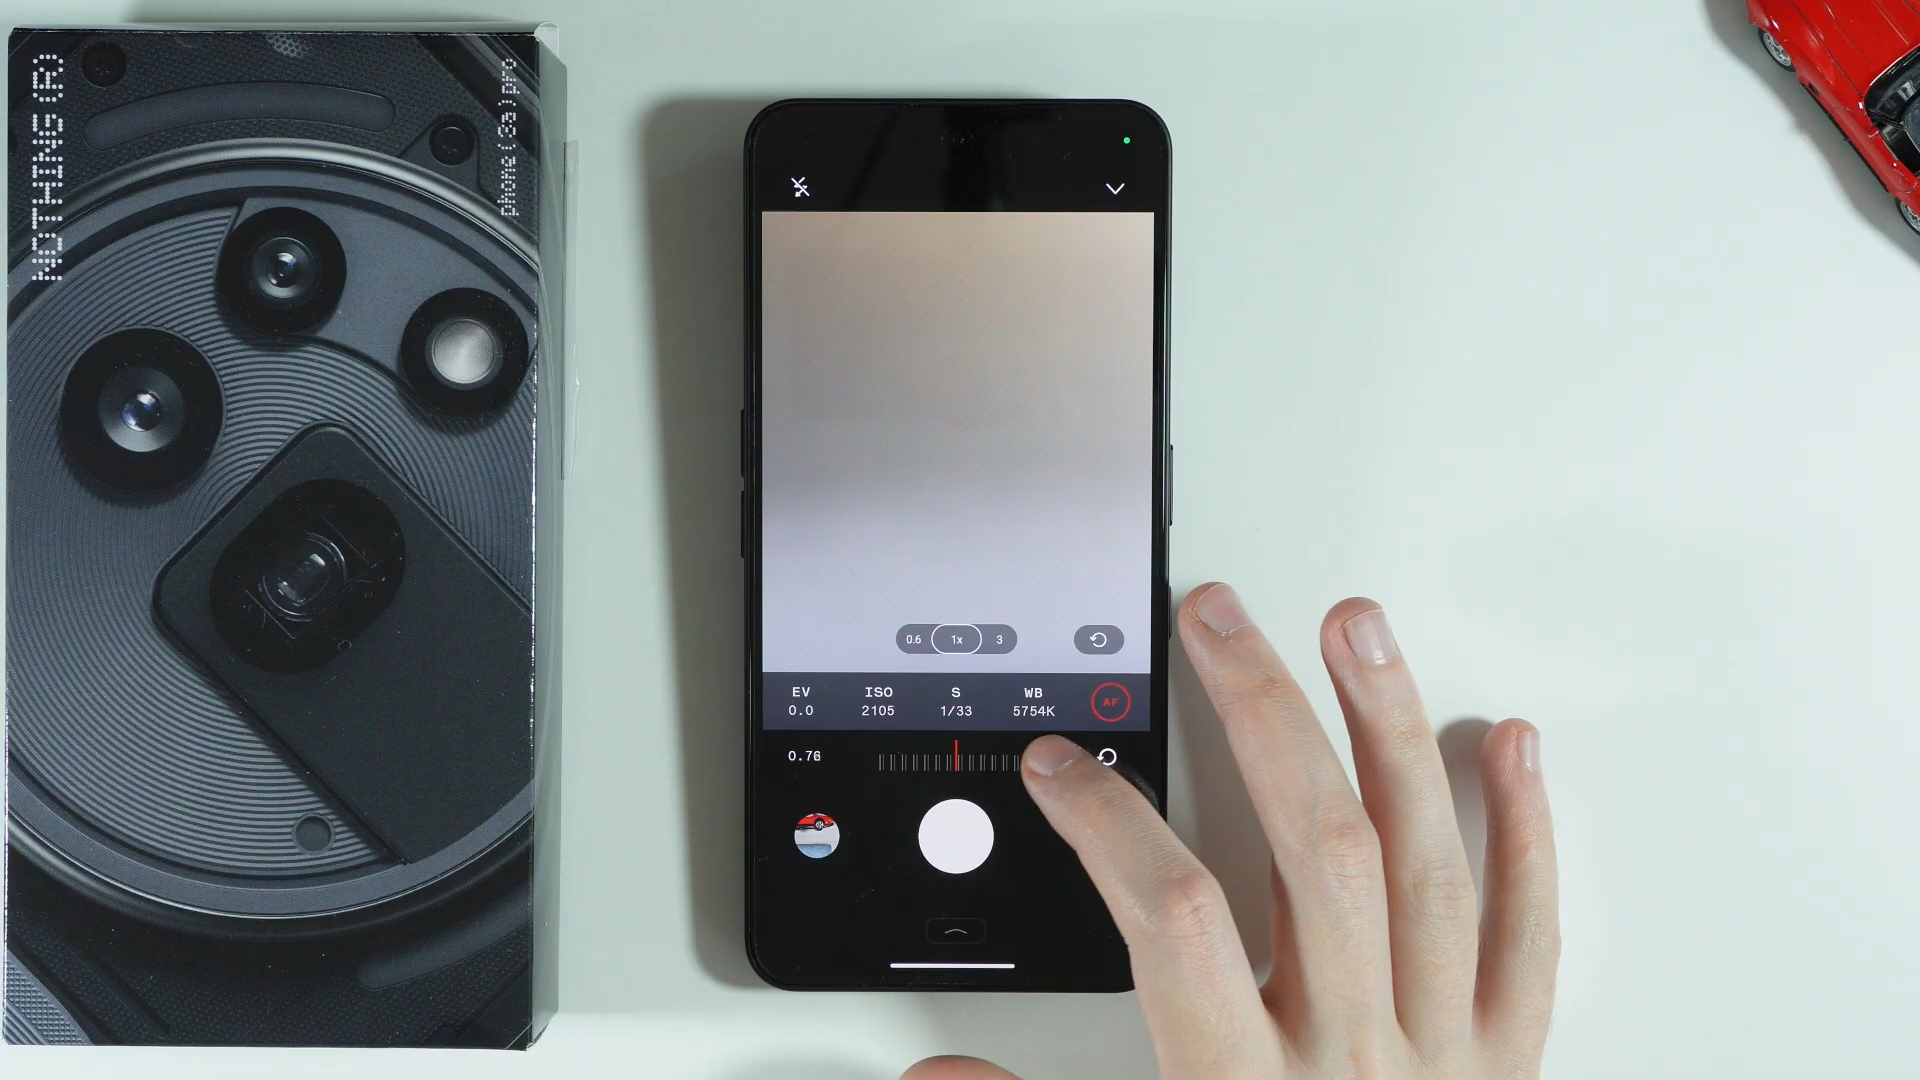 NOTHING (R)
phone (3a) pro
0.6 1x 3
EV ISO S WB AF
0.0 2105 1/33 5754K
0.76